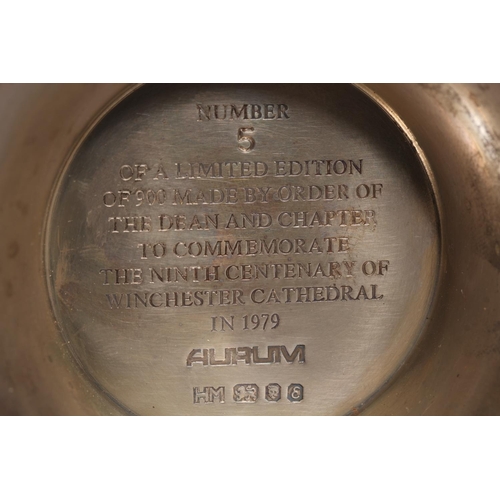 NUMBER
5
OF A LIMITED EDITION
OF 900 MADE BY ORDER OF
THE DEAN AND CHAPTER
TO COMMEMORATE
THE NINTH CENTENARY OF
WINCHESTER CATHEDRAL
IN 1979
AURUM
HM